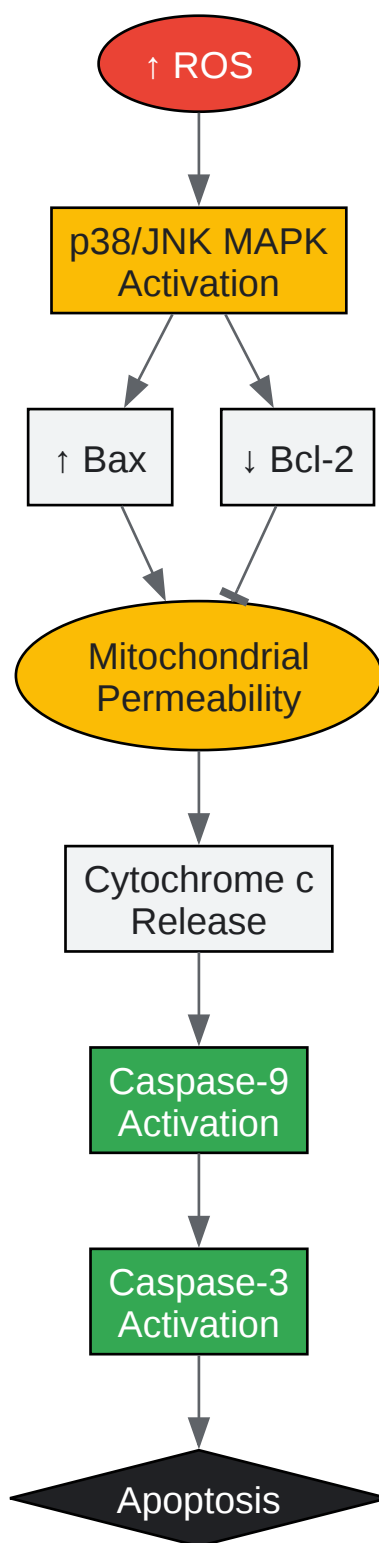 ↑ ROS
p38/JNK MAPK
Activation
↑ Bax
↓ Bcl-2
Mitochondrial
Permeability
Cytochrome c
Release
Caspase-9
Activation
Caspase-3
Activation
Apoptosis